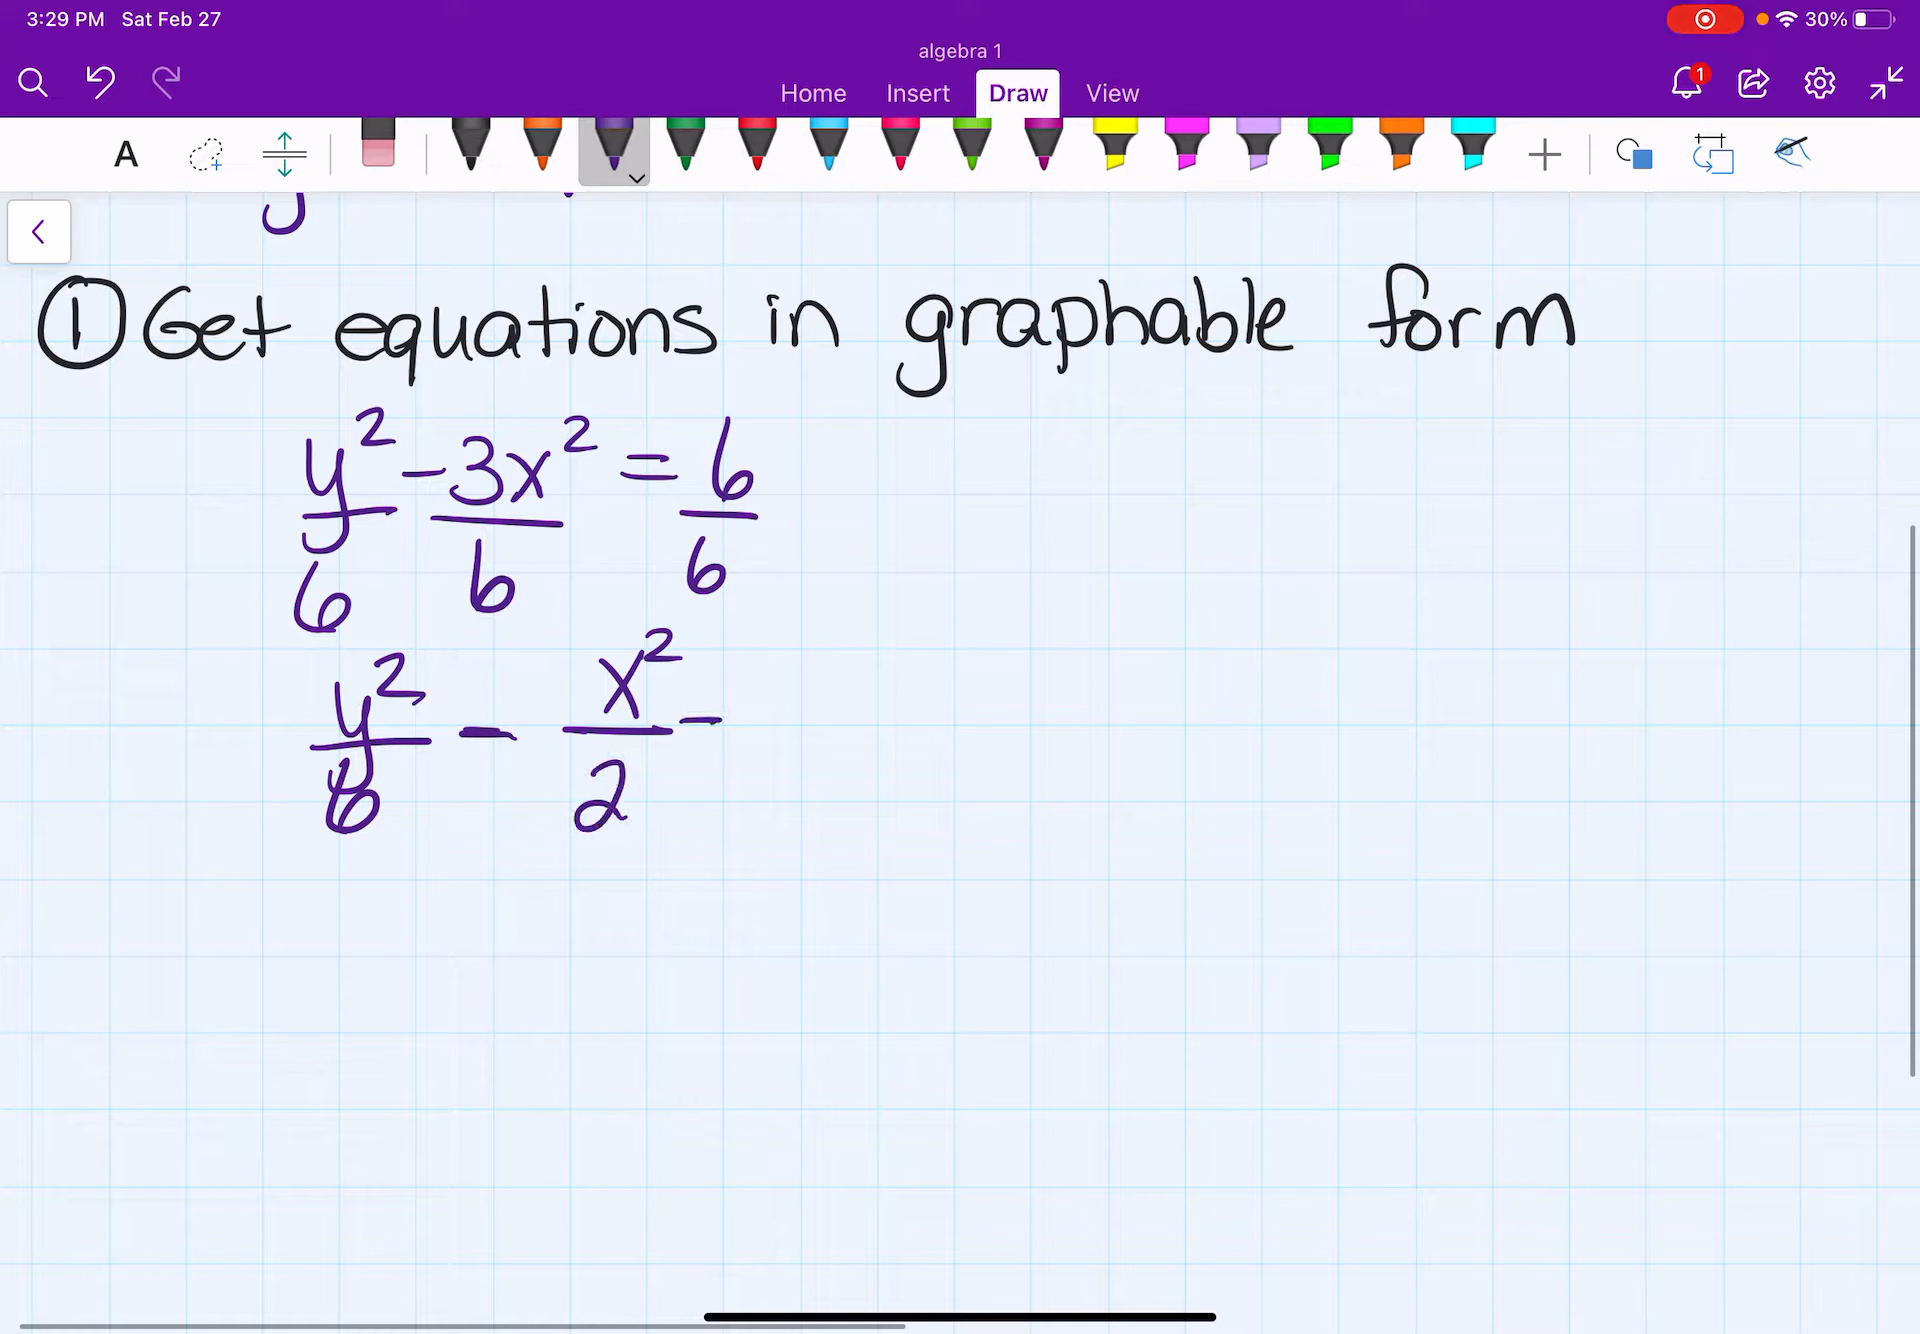 3:29 PM Sat Feb 27
30%
algebra 1
Home Insert Draw View
1
A
① Get equations in graphable form
y² - 3x² = 6
6 6 6
y² - x² -
6 2